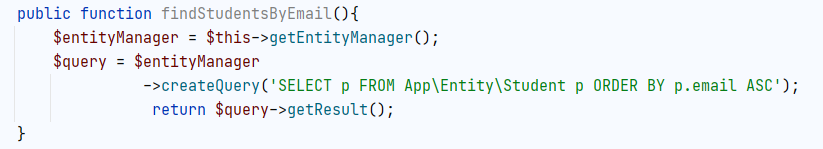 public function findStudentsByEmail(){
    $entityManager = $this->getEntityManager();
    $query = $entityManager
              ->createQuery('SELECT p FROM App\Entity\Student p ORDER BY p.email ASC');
               return $query->getResult();
}